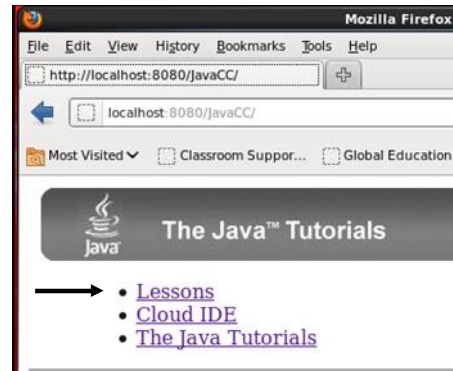 Mozilla Firefox
File Edit View History Bookmarks Tools Help
http://localhost:8080/JavaCC/
localhost:8080/JavaCC/
Most Visited Classroom Suppor... Global Education
Java
The Java™ Tutorials
Lessons
Cloud IDE
The Java Tutorials